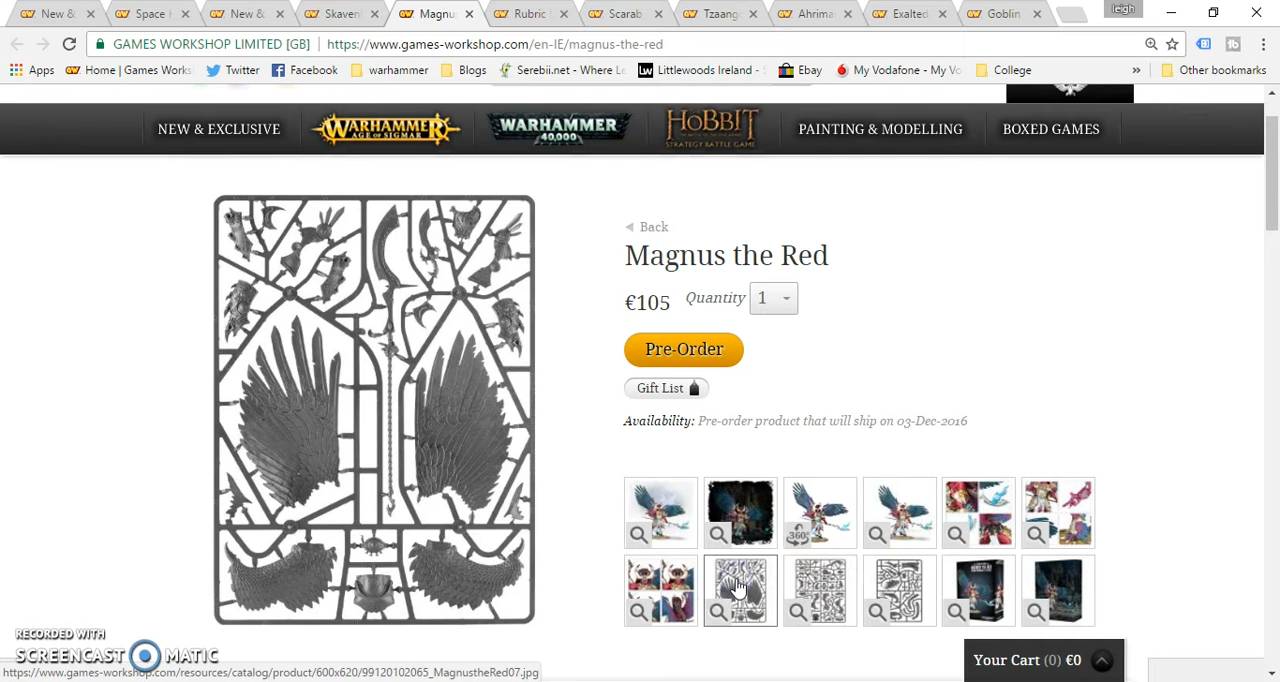 New &
Space
New &
Skaven
Magnu
Rubric
Scarab
Tzaang
Ahrima
Exalted
Goblin
leigh
GAMES WORKSHOP LIMITED [GB]
https://www.games-workshop.com/en-IE/magnus-the-red
Apps
Home | Games Works
Twitter
Facebook
warhammer
Blogs
Serebii.net - Where Le
Lw Littlewoods Ireland -
Ebay
My Vodafone - My Vo
College
»
Other bookmarks
NEW & EXCLUSIVE
WARHAMMER
AGE OF SIGMAR
WARHAMMER
40,000
THE HOBBIT
STRATEGY BATTLE GAME
PAINTING & MODELLING
BOXED GAMES
Back
Magnus the Red
€105 Quantity 1
Pre-Order
Gift List
Availability: Pre-order product that will ship on 03-Dec-2016
360°
RECORDED WITH
SCREENCAST MATIC
Your Cart (0) €0
https://www.games-workshop.com/resources/catalog/product/600x620/99120102065_MagnustheRed07.jpg